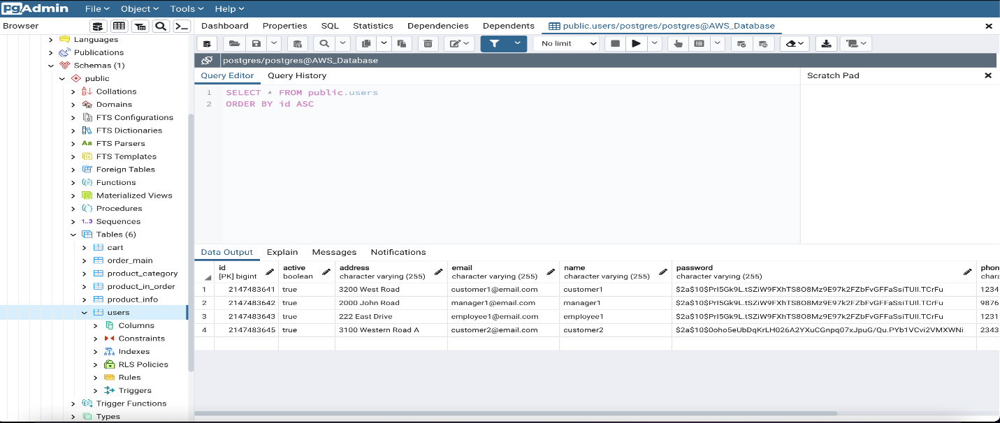 pgAdmin File Object Tools Help
Browser Dashboard Properties SQL Statistics Dependencies Dependents public.users/postgres/postgres@AWS_Database
No limit
postgres/postgres@AWS_Database
Query Editor Query History Scratch Pad
1 SELECT * FROM public.users
2 ORDER BY id ASC
Languages
Publications
Schemas (1)
public
Collations
Domains
FTS Configurations
FTS Dictionaries
Aa FTS Parsers
FTS Templates
Foreign Tables
Functions
Materialized Views
Procedures
1..3 Sequences
Tables (6)
cart
order_main
product_category
product_in_order
product_info
users
Columns
Constraints
Indexes
RLS Policies
Rules
Triggers
Trigger Functions
Types
Data Output Explain Messages Notifications
id active address email name password phon
[PK] bigint boolean character varying (255) character varying (255) character varying (255) character varying (255) chara
1 2147483641 true 3200 West Road customer1@email.com customer1 $2a$10$PrI5Gk9L.tSZiW9FXhTS8O8Mz9E97k2FZbFvGFFaSsiTUII.TCrFu 1234
2 2147483642 true 2000 John Road manager1@email.com manager1 $2a$10$PrI5Gk9L.tSZiW9FXhTS8O8Mz9E97k2FZbFvGFFaSsiTUII.TCrFu 9876
3 2147483643 true 222 East Drive employee1@email.com employee1 $2a$10$PrI5Gk9L.tSZiW9FXhTS8O8Mz9E97k2FZbFvGFFaSsiTUII.TCrFu 1231
4 2147483645 true 3100 Western Road A customer2@email.com customer2 $2a$10$0oho5eUbDqKrLH026A2YXuCGnpq07xJpuG/Qu.PYb1VCvi2VMXWNi 2343